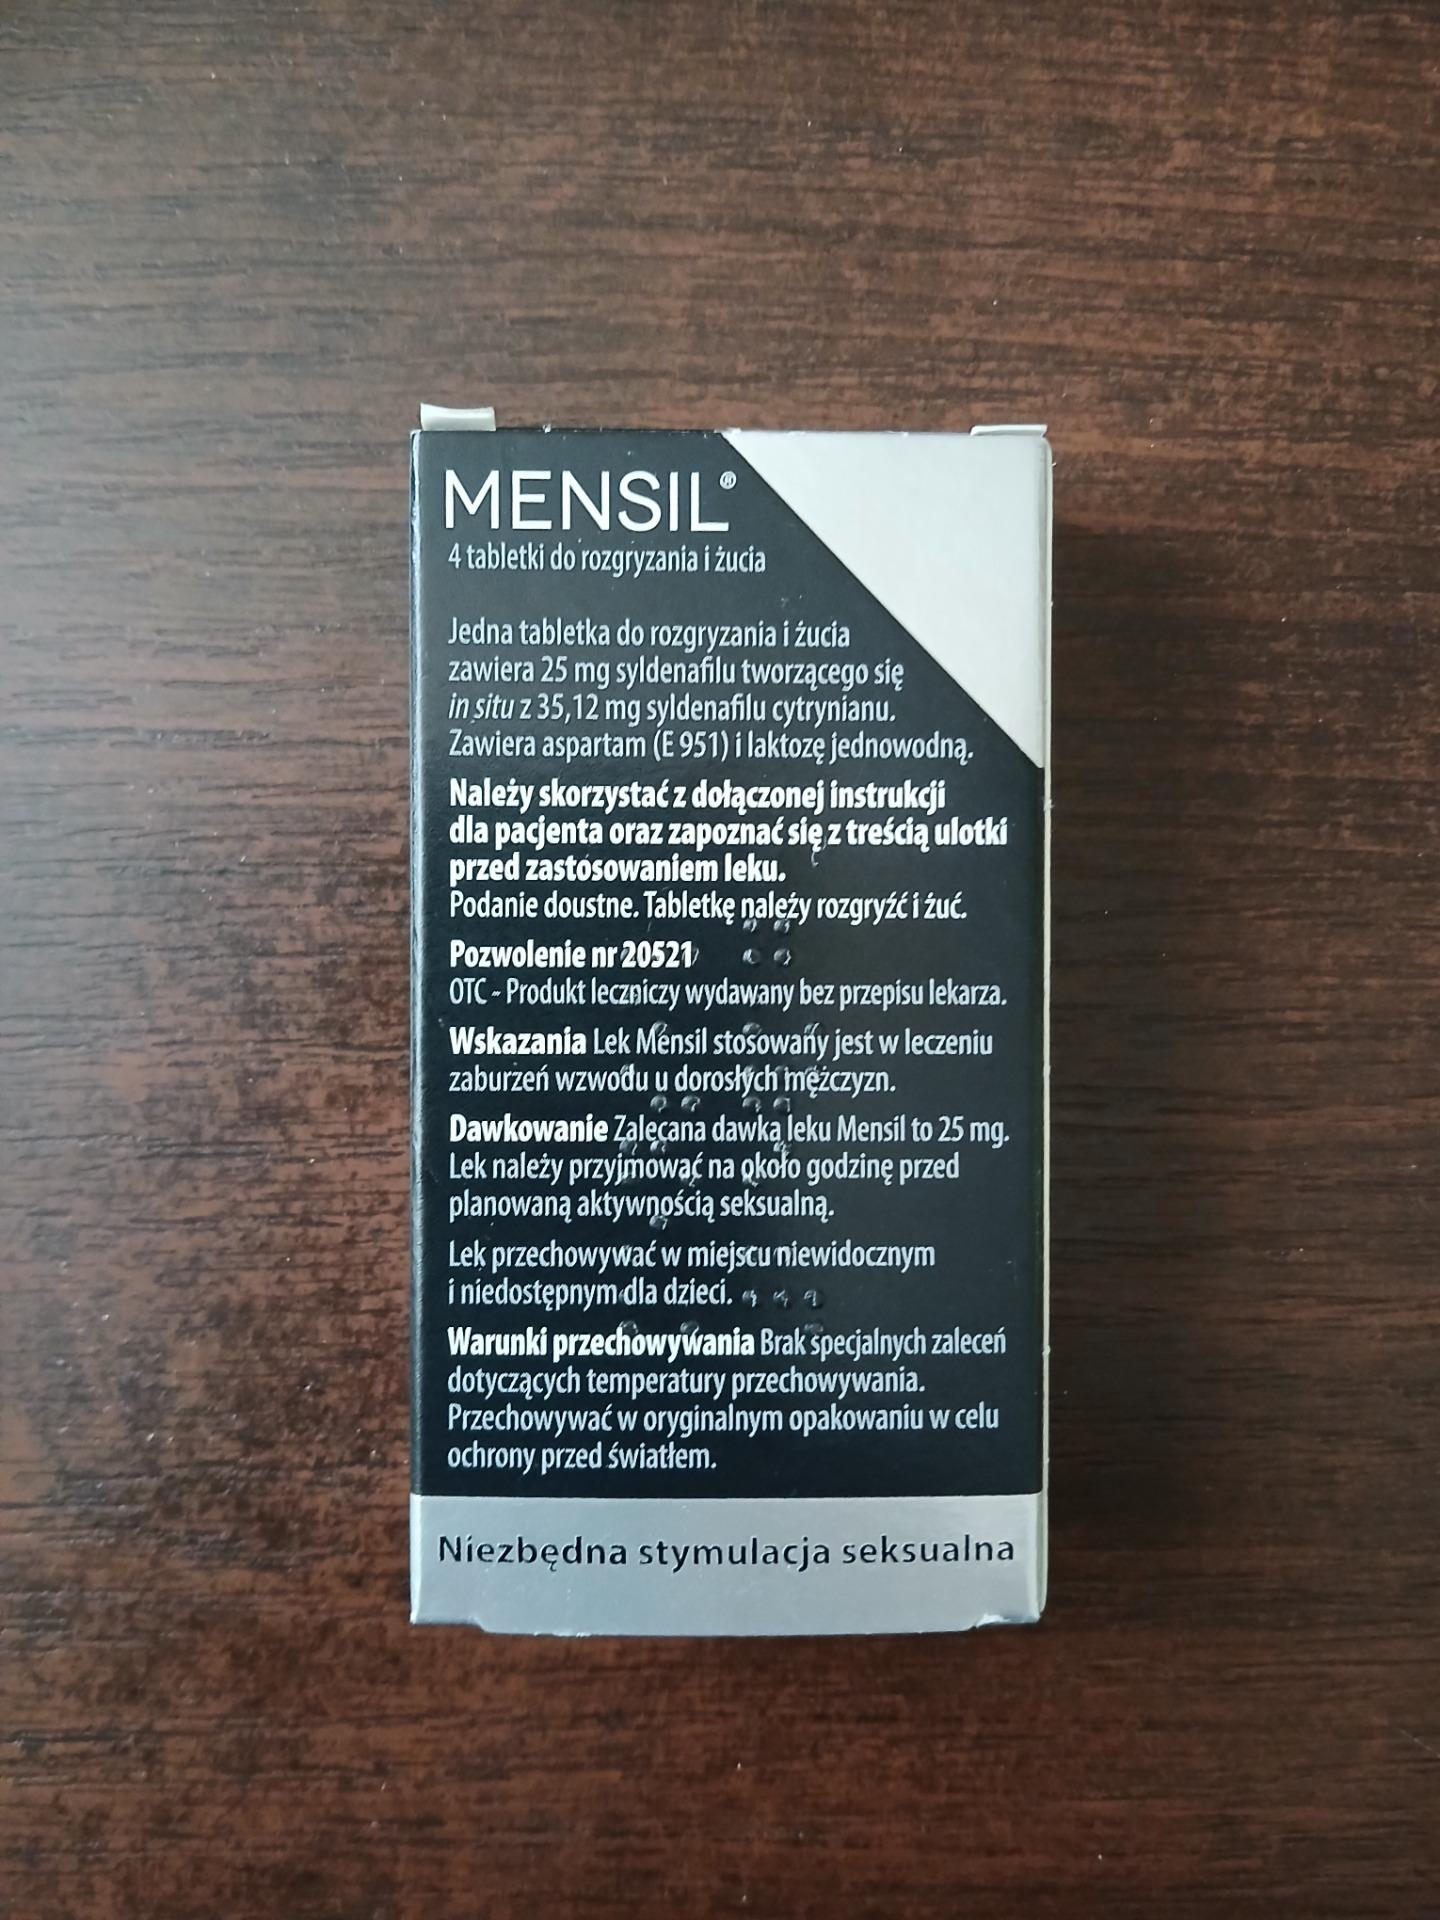 MENSIL®
4 tabletki do rozgryzania i żucia
Jedna tabletka do rozgryzania i żucia
zawiera 25 mg syldenafilu tworzącego się
in situ z 35,12 mg syldenafilu cytrynianu.
Zawiera aspartam (E 951) i laktozę jednowodną.
Należy skorzystać z dołączonej instrukcji
dla pacjenta oraz zapoznać się z treścią ulotki
przed zastosowaniem leku.
Podanie doustne. Tabletkę należy rozgryźć i żuć.
Pozwolenie nr 20521
OTC - Produkt leczniczy wydawany bez przepisu lekarza.
Wskazania Lek Mensil stosowany jest w leczeniu
zaburzeń wzwodu u dorosłych mężczyzn.
Dawkowanie Zalecana dawka leku Mensil to 25 mg.
Lek należy przyjmować na około godzinę przed
planowaną aktywnością seksualną.
Lek przechowywać w miejscu niewidocznym
i niedostępnym dla dzieci.
Warunki przechowywania Brak specjalnych zaleceń
dotyczących temperatury przechowywania.
Przechowywać w oryginalnym opakowaniu w celu
ochrony przed światłem.
Niezbędna stymulacja seksualna